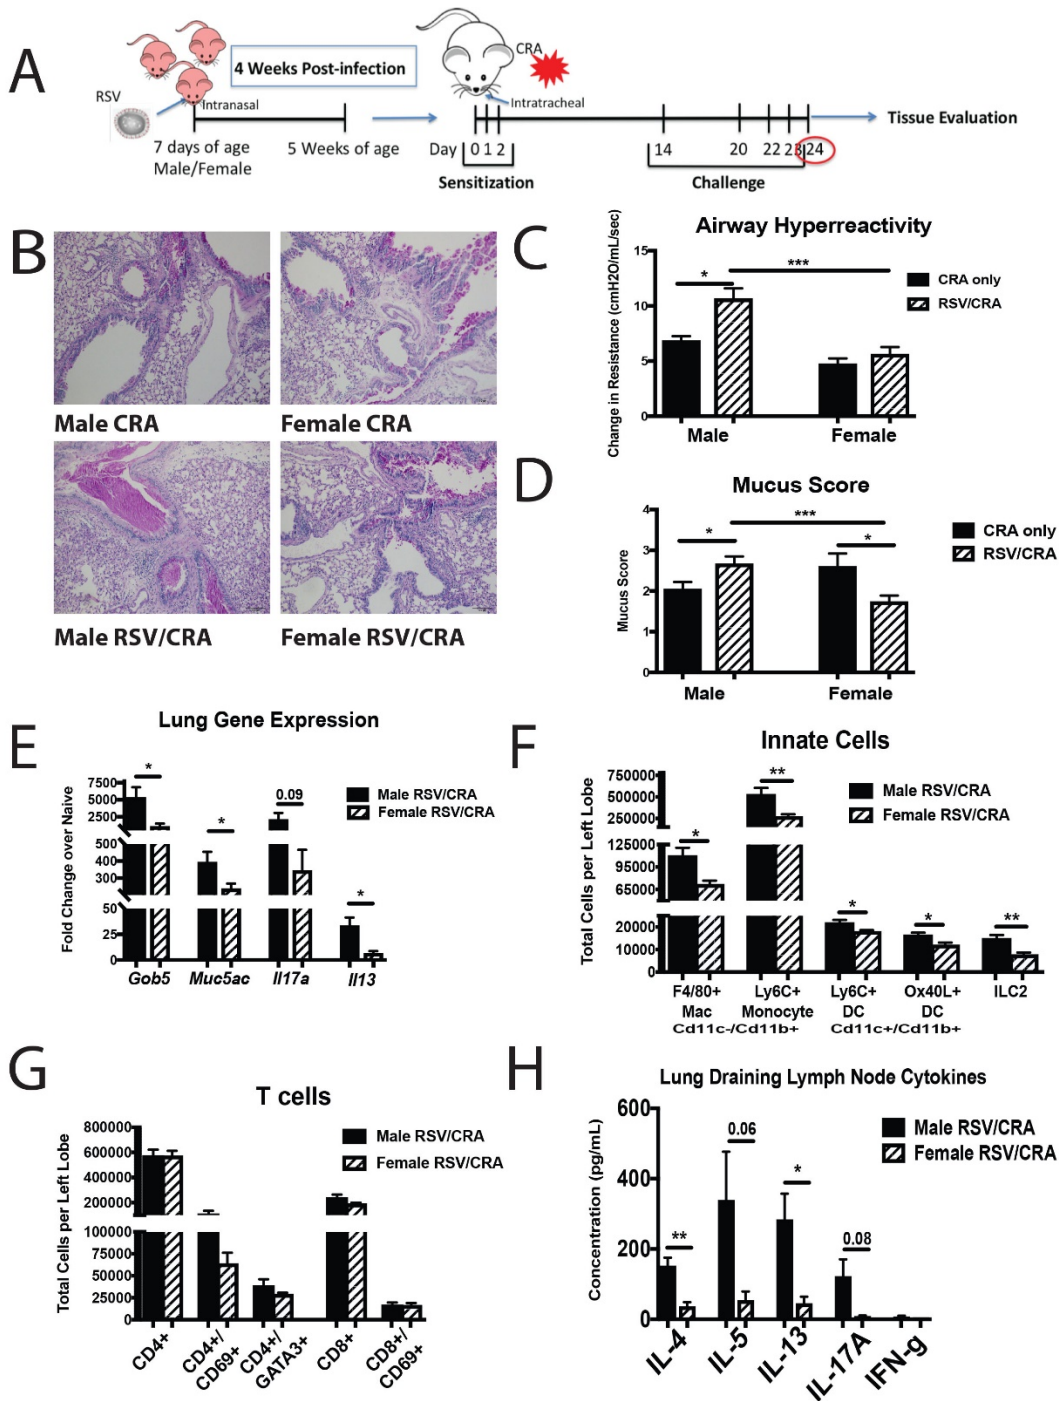 A
RSV
4 Weeks Post-infection
Intranasal
7 days of age
Male/Female
5 Weeks of age
CRA
Intratracheal
Day 0 1 2 14 20 22 23 24
Sensitization
Challenge
Tissue Evaluation
B
Male CRA
Female CRA
Male RSV/CRA
Female RSV/CRA
C
Airway Hyperreactivity
Change in Resistance (cmH2O/mL/sec)
15
10
5
0
*
***
CRA only
RSV/CRA
Male
Female
D
Mucus Score
Mucus Score
4
3
2
1
0
*
***
*
CRA only
RSV/CRA
Male
Female
E
Lung Gene Expression
Fold Change over Naive
7500
5000
2500
500
400
300
50
25
0
*
*
0.09
*
Male RSV/CRA
Female RSV/CRA
Gob5
Muc5ac
Il17a
Il13
F
Innate Cells
Total Cells per Left Lobe
750000
500000
250000
125000
65000
20000
10000
0
*
**
*
*
**
Male RSV/CRA
Female RSV/CRA
F4/80+ Ly6C+ Ly6C+ Ox40L+ ILC2
Mac Monocyte DC DC
Cd11c-/Cd11b+ Cd11c+/Cd11b+
G
T cells
Total Cells per Left Lobe
800000
600000
400000
200000
100000
75000
50000
25000
0
Male RSV/CRA
Female RSV/CRA
CD4+
CD4+/
CD69+
CD4+/
GATA3+
CD8+
CD8+/
CD69+
H
Lung Draining Lymph Node Cytokines
Concentration (pg/mL)
600
400
200
0
**
0.06
*
0.08
Male RSV/CRA
Female RSV/CRA
IL-4
IL-5
IL-13
IL-17A
IFN-g